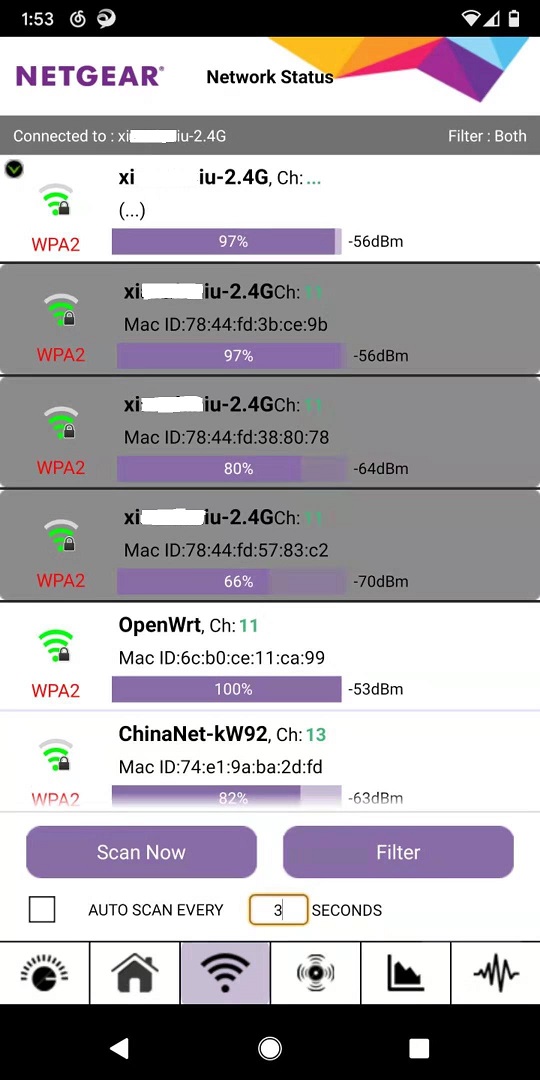 1:53
NETGEAR
Network Status
Connected to : xi iu-2.4G Filter : Both
xi iu-2.4G, Ch: ...
(...)
WPA2 97% -56dBm
xi iu-2.4GCh: 11
Mac ID:78:44:fd:3b:ce:9b
WPA2 97% -56dBm
xi iu-2.4GCh: 11
Mac ID:78:44:fd:38:80:78
WPA2 80% -64dBm
xi iu-2.4GCh: 11
Mac ID:78:44:fd:57:83:c2
WPA2 66% -70dBm
OpenWrt, Ch: 11
Mac ID:6c:b0:ce:11:ca:99
WPA2 100% -53dBm
ChinaNet-kW92, Ch: 13
Mac ID:74:e1:9a:ba:2d:fd
WPA2 82% -63dBm
Scan Now Filter
AUTO SCAN EVERY 3 SECONDS